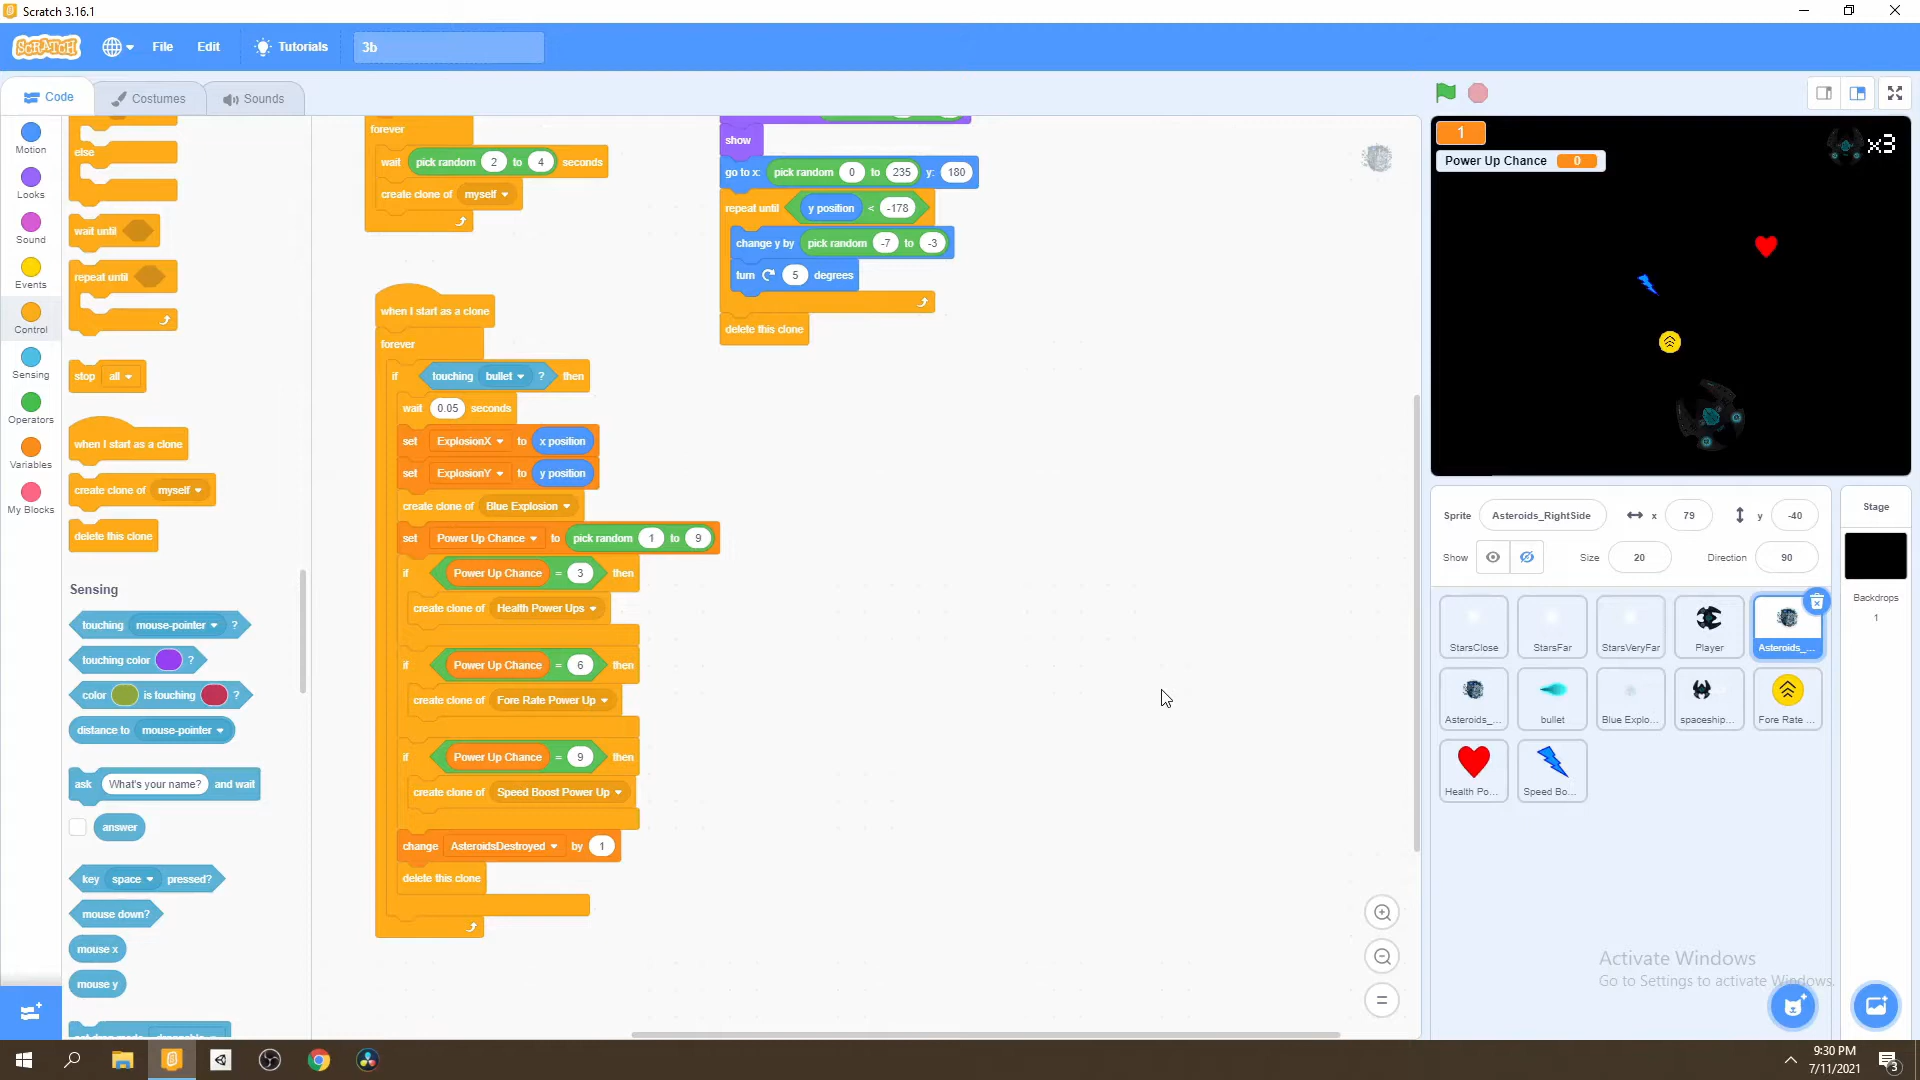 Scratch 3.16.1
SCRATCH File Edit Tutorials 3b
Code Costumes Sounds
Motion
Looks
Sound
Events
Control
Sensing
Operators
Variables
My Blocks
else
wait until
repeat until
stop all
when I start as a clone
create clone of myself
delete this clone
Sensing
touching mouse-pointer ?
touching color ?
color is touching ?
distance to mouse-pointer
ask What's your name? and wait
answer
key space pressed?
mouse down?
mouse x
mouse y
forever
wait pick random 2 to 4 seconds
create clone of myself
when I start as a clone
forever
if touching bullet ? then
wait 0.05 seconds
set ExplosionX to x position
set ExplosionY to y position
create clone of Blue Explosion
set Power Up Chance to pick random 1 to 9
if Power Up Chance = 3 then
create clone of Health Power Ups
if Power Up Chance = 6 then
create clone of Fore Rate Power Up
if Power Up Chance = 9 then
create clone of Speed Boost Power Up
change AsteroidsDestroyed by 1
delete this clone
show
go to x: pick random 0 to 235 y: 180
repeat until y position < -178
change y by pick random -7 to -3
turn 5 degrees
delete this clone
1
Power Up Chance 0
x3
Sprite Asteroids_RightSide x 79 y -40
Show Size 20 Direction 90
StarsClose StarsFar StarsVeryFar Player Asteroids_...
Asteroids_... bullet Blue Explo... spaceship... Fore Rate ...
Health Po... Speed Bo...
Stage
Backdrops
1
Activate Windows
Go to Settings to activate Windows.
9:30 PM
7/11/2021
3